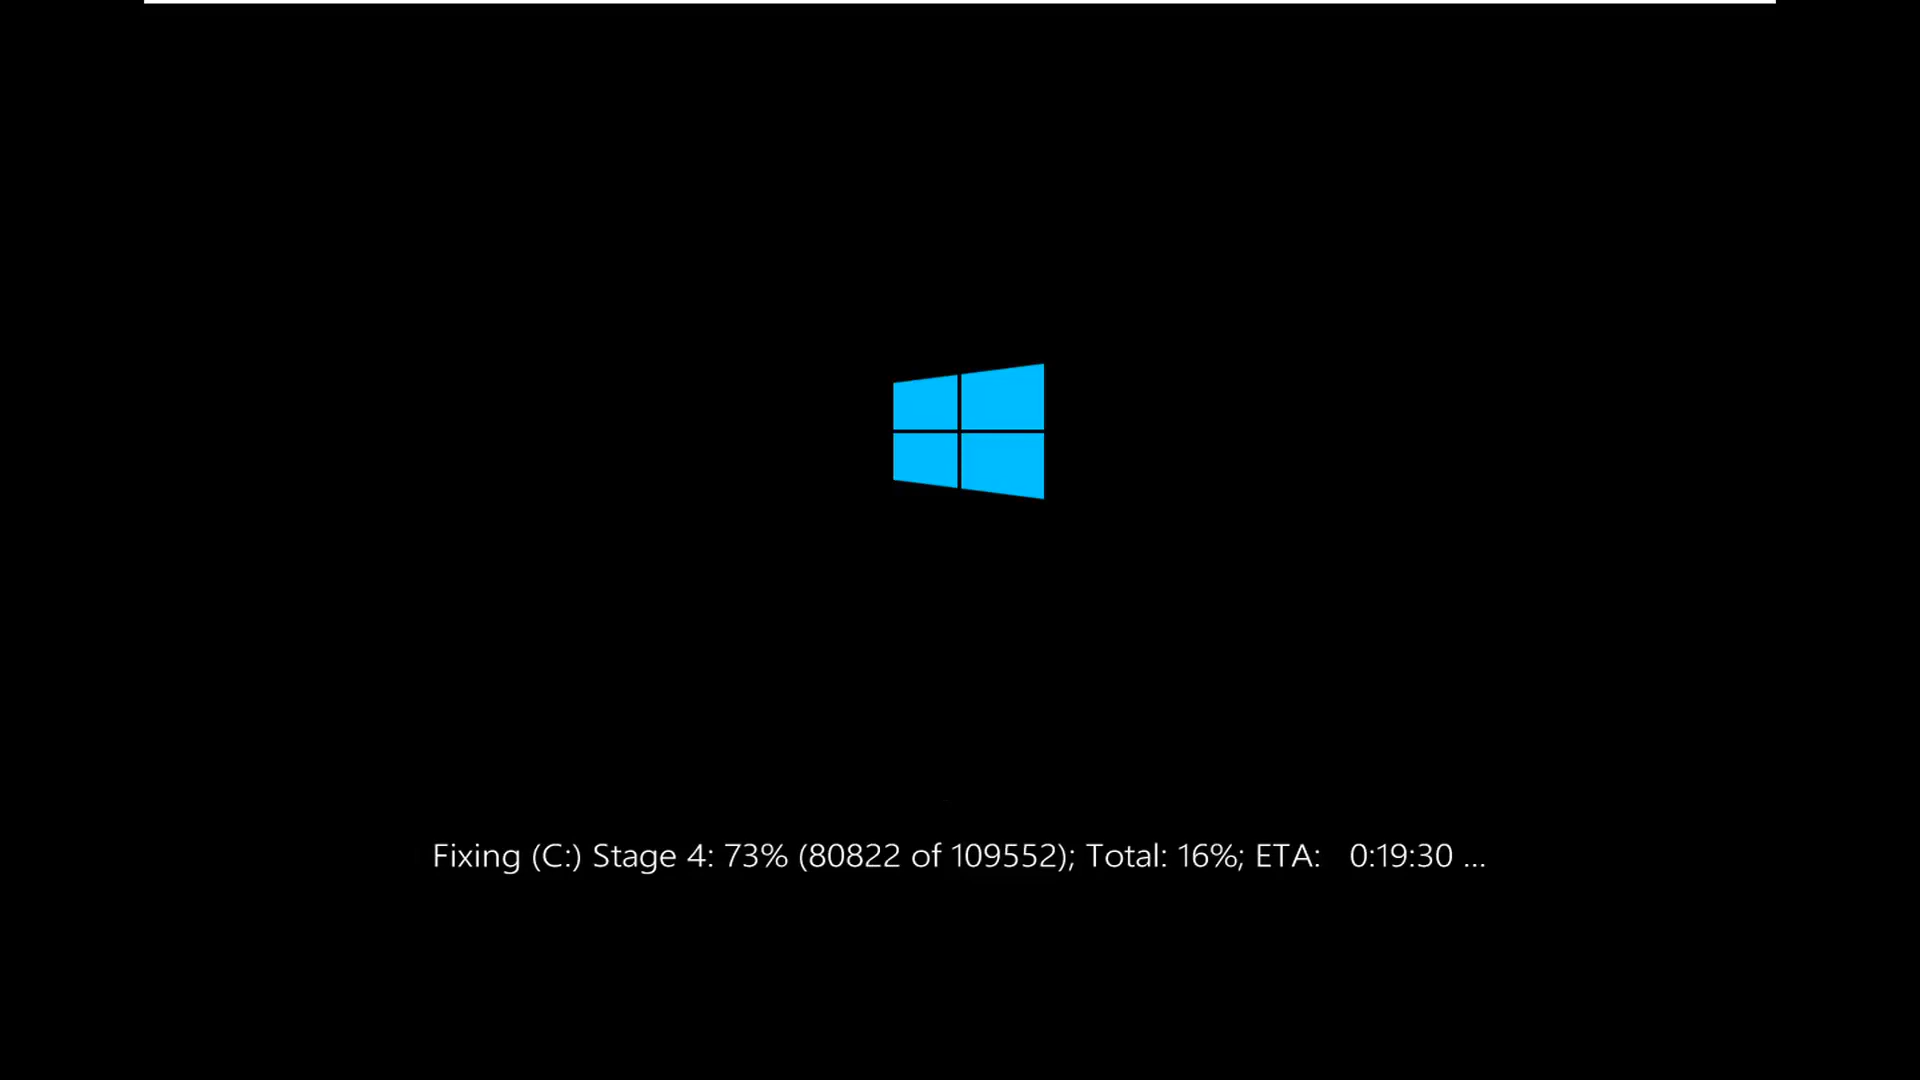 Fixing (C:) Stage 4: 73% (80822 of 109552); Total: 16%; ETA:   0:19:30 ...